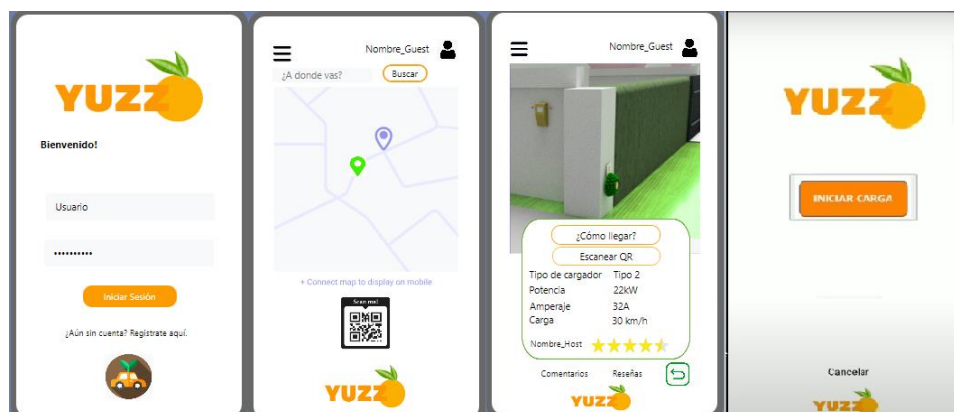 YUZZ
Bienvenido!
Usuario
Iniciar Sesión
¿Aún sin cuenta? Registrate aquí.
Nombre_Guest
¿A donde vas?
Buscar
+ Connect map to display on mobile
Scan me!
YUZZ
Nombre_Guest
¿Cómo llegar?
Escanear QR
Tipo de cargador Tipo 2
Potencia 22kW
Amperaje 32A
Carga 30 km/h
Nombre_Host
Comentarios Reseñas
YUZZ
YUZZ
INICIAR CARGA
Cancelar
YUZZ